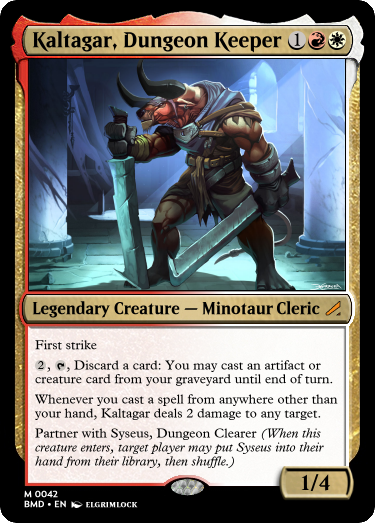 Kaltagar, Dungeon Keeper 1
Legendary Creature — Minotaur Cleric
First strike
2, , Discard a card: You may cast an artifact or
creature card from your graveyard until end of turn.
Whenever you cast a spell from anywhere other than
your hand, Kaltagar deals 2 damage to any target.
Partner with Syseus, Dungeon Clearer (When this
creature enters, target player may put Syseus into
their hand from their library, then shuffle.)
1/4
M 0042
BMD • EN ELGRIMLOCK